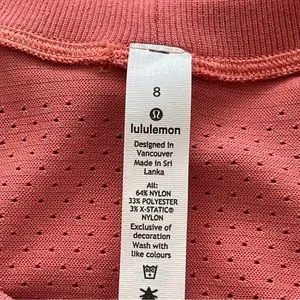 8
lululemon
Designed in
Vancouver
Made in Sri
Lanka
All:
64% NYLON
33% POLYESTER
3% X-STATIC®
NYLON
Exclusive of
decoration
Wash with
like colours